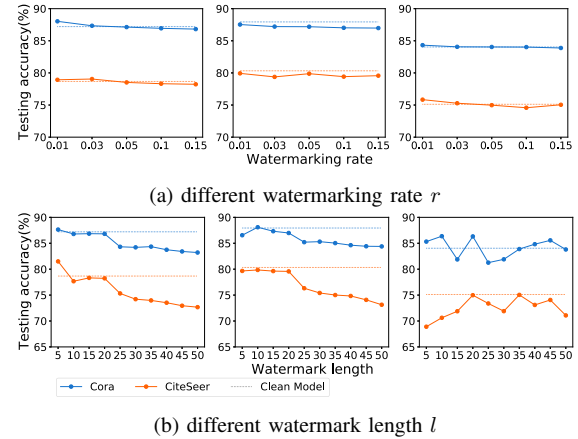 Testing accuracy(%)
90
85
80
75
70
0.01 0.03 0.05 0.1 0.15
90
85
80
75
70
0.01 0.03 0.05 0.1 0.15
90
85
80
75
70
0.01 0.03 0.05 0.1 0.15
Watermarking rate
(a) different watermarking rate r
Testing accuracy(%)
90
85
80
75
70
65
5 10 15 20 25 30 35 40 45 50
90
85
80
75
70
65
5 10 15 20 25 30 35 40 45 50
90
85
80
75
70
65
5 10 15 20 25 30 35 40 45 50
Watermark length
Cora CiteSeer Clean Model
(b) different watermark length l